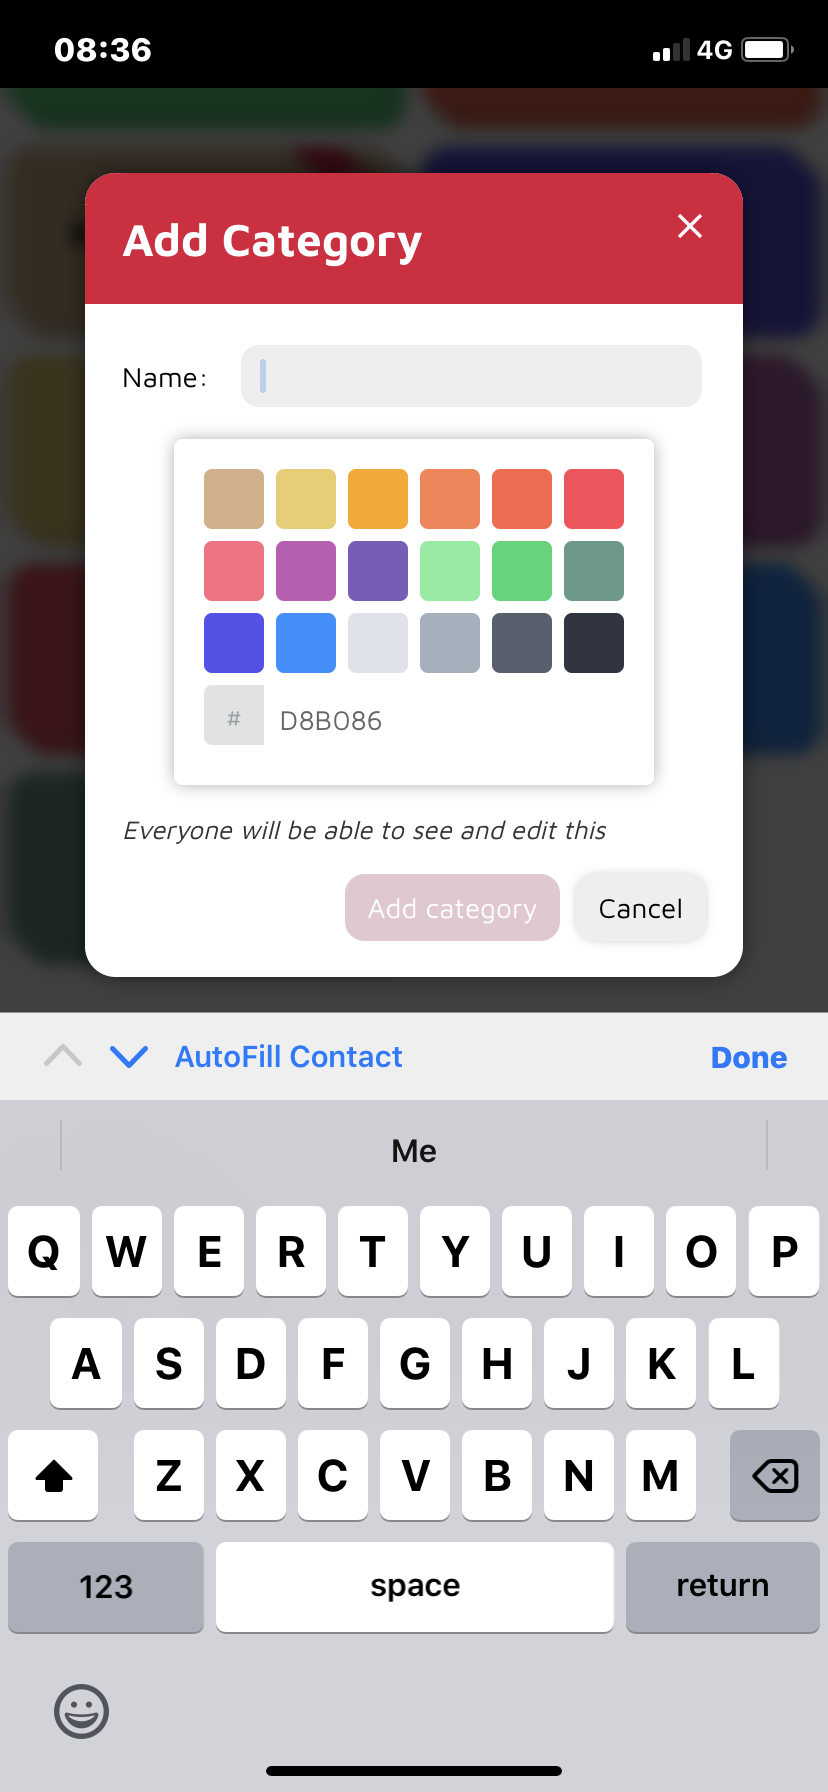 08:36 4G
Add Category
Name:
# D8B086
Everyone will be able to see and edit this
Add category Cancel
AutoFill Contact Done
Me
Q W E R T Y U I O P
A S D F G H J K L
Z X C V B N M
123 space return